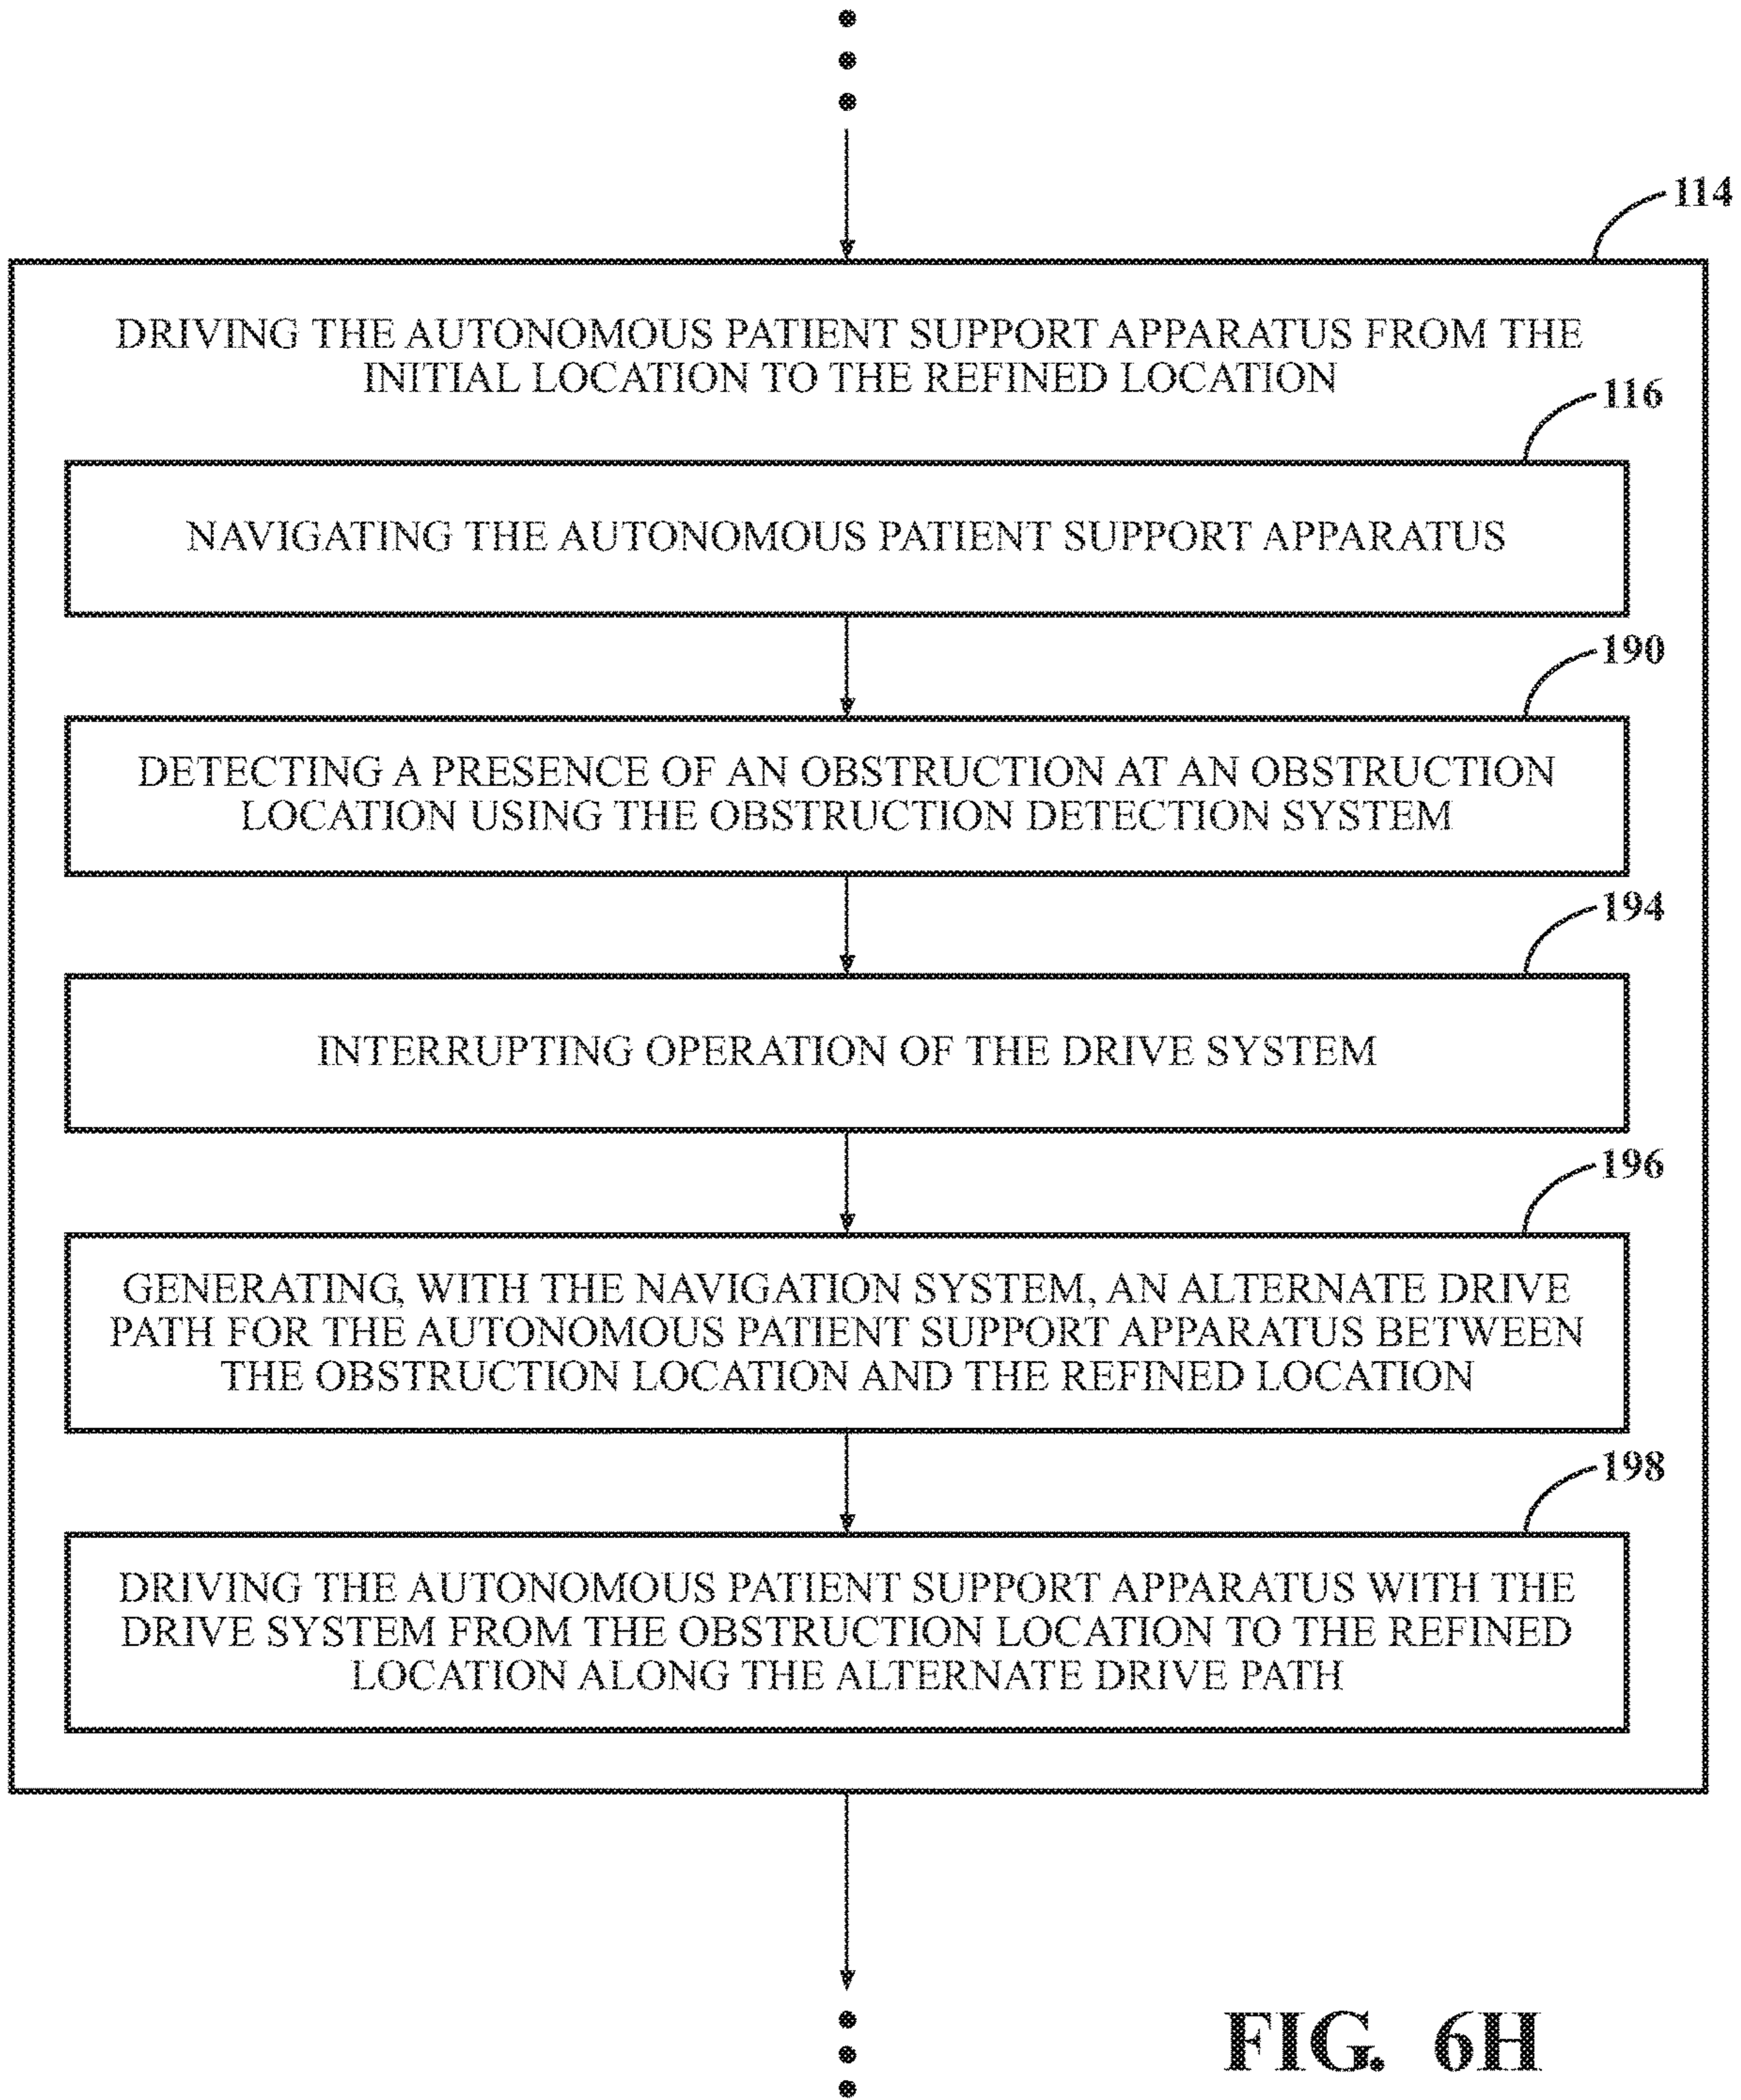 114
DRIVING THE AUTONOMOUS PATIENT SUPPORT APPARATUS FROM THE
INITIAL LOCATION TO THE REFINED LOCATION
116
NAVIGATING THE AUTONOMOUS PATIENT SUPPORT APPARATUS
190
DETECTING A PRESENCE OF AN OBSTRUCTION AT AN OBSTRUCTION
LOCATION USING THE OBSTRUCTION DETECTION SYSTEM
194
INTERRUPTING OPERATION OF THE DRIVE SYSTEM
196
GENERATING, WITH THE NAVIGATION SYSTEM, AN ALTERNATE DRIVE
PATH FOR THE AUTONOMOUS PATIENT SUPPORT APPARATUS BETWEEN
THE OBSTRUCTION LOCATION AND THE REFINED LOCATION
198
DRIVING THE AUTONOMOUS PATIENT SUPPORT APPARATUS WITH THE
DRIVE SYSTEM FROM THE OBSTRUCTION LOCATION TO THE REFINED
LOCATION ALONG THE ALTERNATE DRIVE PATH
FIG. 6H